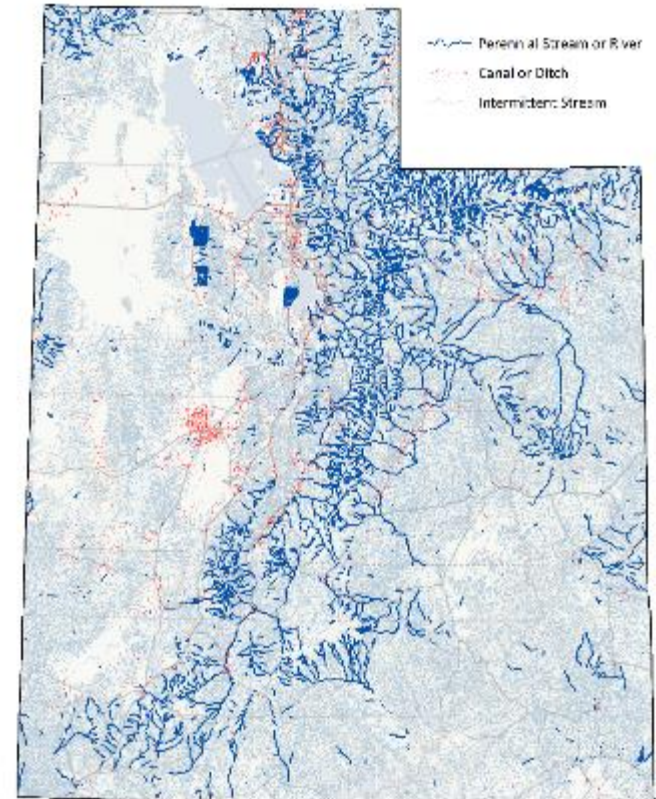 Perennial Stream or River
Canal or Ditch
Intermittent Stream